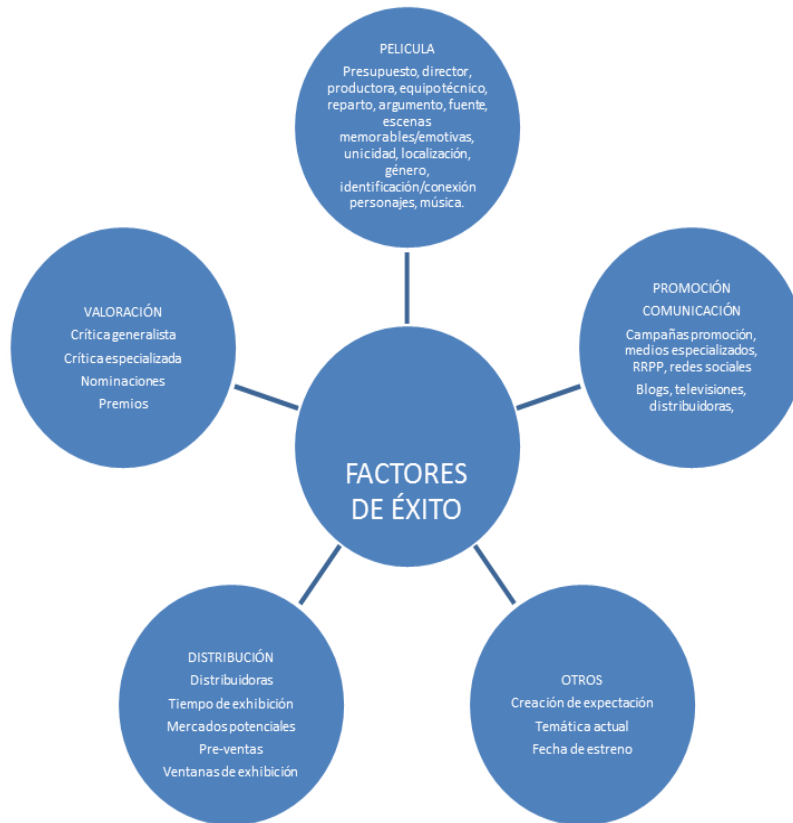 PELICULA
Presupuesto, director,
productora, equipo técnico,
reparto, argumento, fuente,
escenas
memorables/emotivas,
unicidad, localización,
género,
identificación/conexión
personajes, música.
VALORACIÓN
Crítica generalista
Crítica especializada
Nominaciones
Premios
PROMOCIÓN
COMUNICACIÓN
Campañas promoción,
medios especializados,
RRPP, redes sociales
Blogs, televisiones,
distribuidoras,
FACTORES
DE ÉXITO
DISTRIBUCIÓN
Distribuidoras
Tiempo de exhibición
Mercados potenciales
Pre-ventas
Ventanas de exhibición
OTROS
Creación de expectación
Temática actual
Fecha de estreno